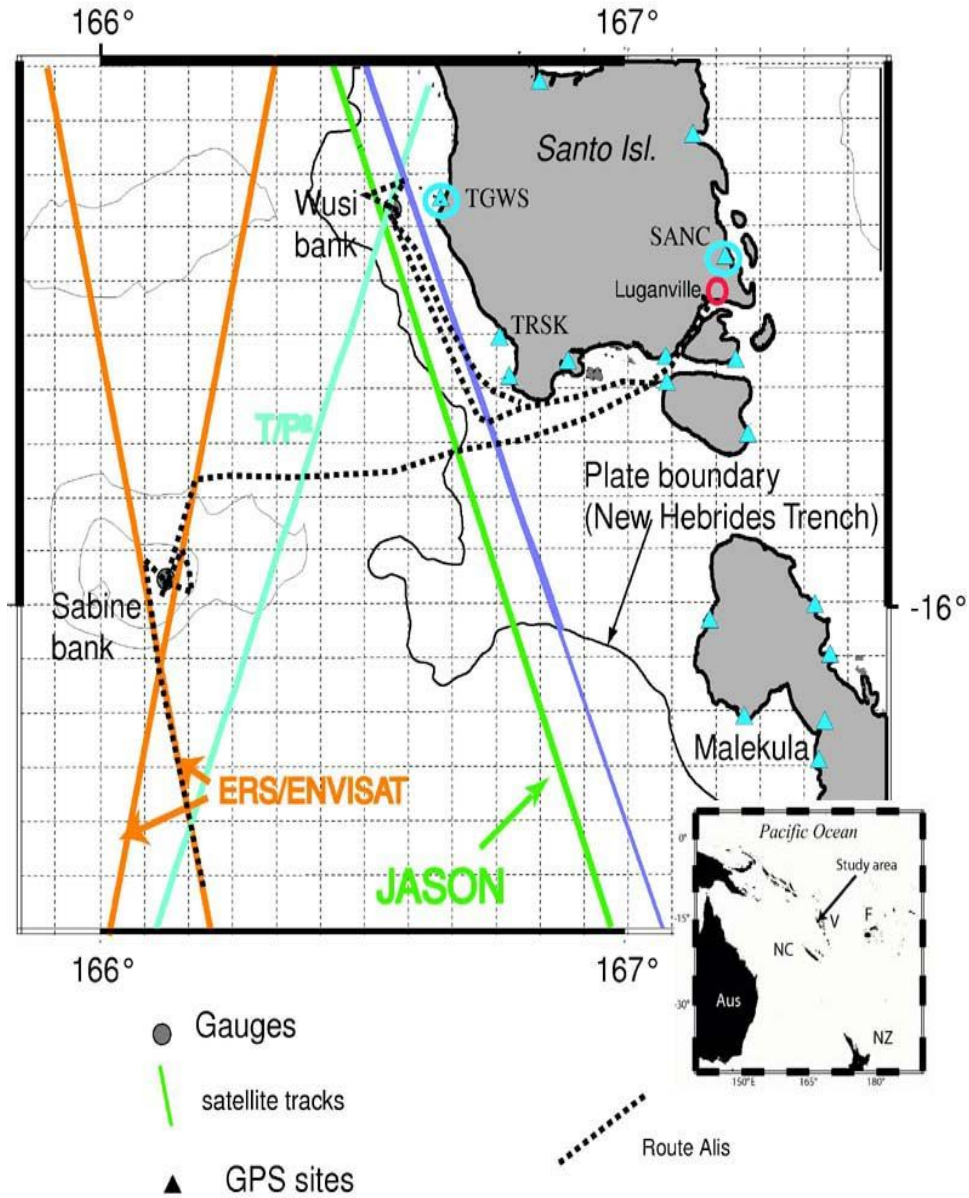 166°
167°
Santo Isl.
Wusi
bank
TGWS
SANC
Luganville
TRSK
Plate boundary
(New Hebrides Trench)
-16°
Sabine
bank
Malekula
ERS/ENVISAT
JASON
166°
167°
Pacific Ocean
0°
Study area
-15°
V
F
NC
-30°
Aus
NZ
150°E
165°
180°
Gauges
satellite tracks
Route Alis
GPS sites